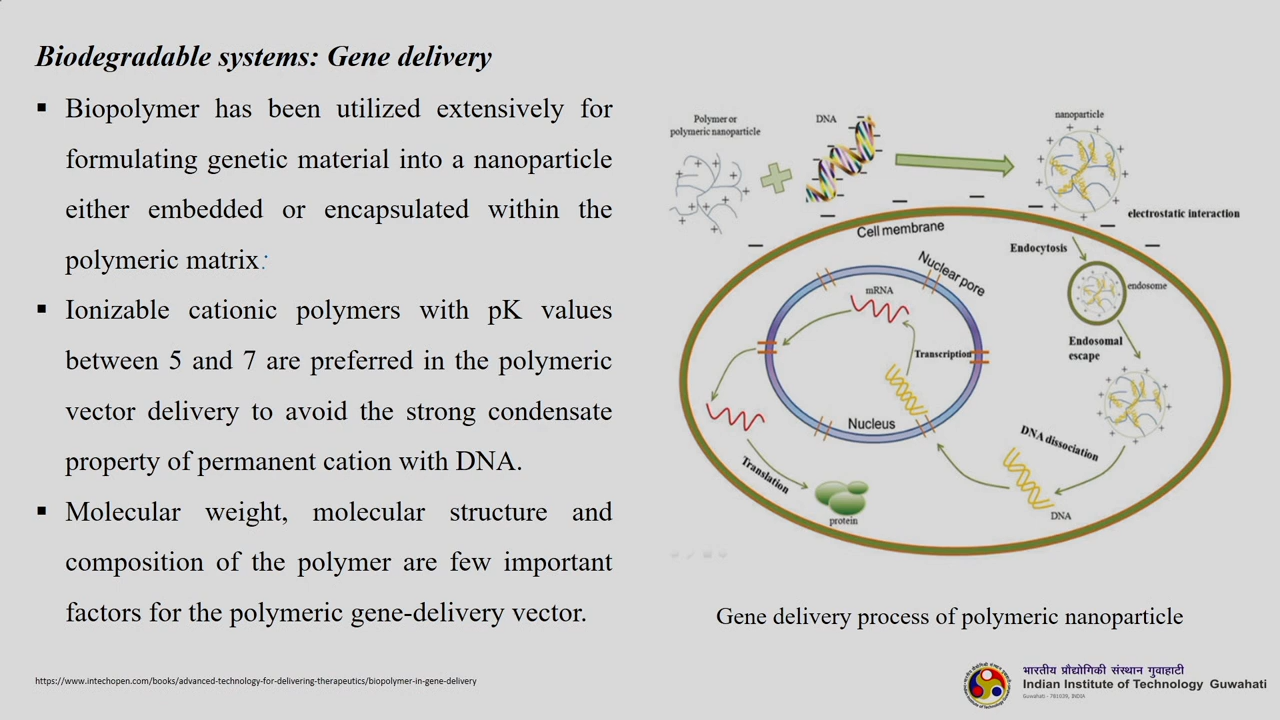 Biodegradable systems: Gene delivery
▪ Biopolymer has been utilized extensively for
formulating genetic material into a nanoparticle
either embedded or encapsulated within the
polymeric matrix.
▪ Ionizable cationic polymers with pK values
between 5 and 7 are preferred in the polymeric
vector delivery to avoid the strong condensate
property of permanent cation with DNA.
▪ Molecular weight, molecular structure and
composition of the polymer are few important
factors for the polymeric gene-delivery vector.
https://www.intechopen.com/books/advanced-technology-for-delivering-therapeutics/biopolymer-in-gene-delivery
Polymer or
polymeric nanoparticle
DNA
nanoparticle
electrostatic interaction
Cell membrane
Endocytosis
endosome
Nuclear pore
mRNA
Endosomal
escape
Transcription
Nucleus
DNA dissociation
Translation
DNA
protein
Gene delivery process of polymeric nanoparticle
भारतीय प्रौद्योगिकी संस्थान गुवाहाटी
Indian Institute of Technology Guwahati
Guwahati - 781039, INDIA